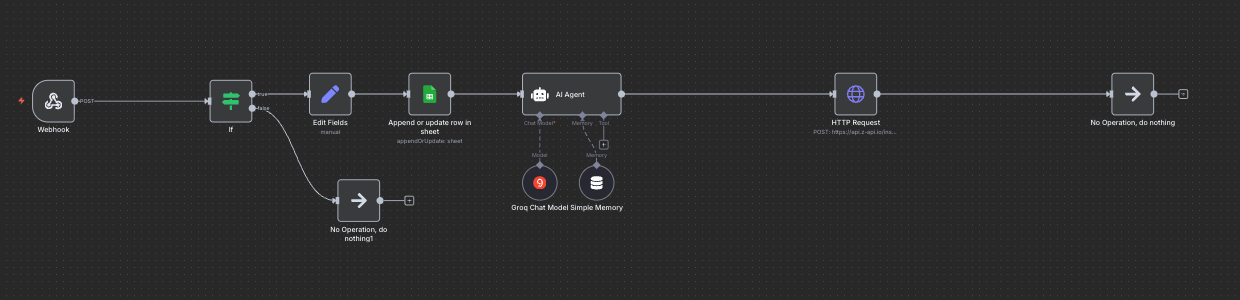 POST
Webhook
true
false
If
Edit Fields
manual
Append or update row in
sheet
appendOrUpdate: sheet
AI Agent
Chat Model*
Memory
Tool
Model
Memory
Groq Chat Model
Simple Memory
HTTP Request
POST: https://api.z-api.io/ins...
No Operation, do nothing
No Operation, do
nothing1